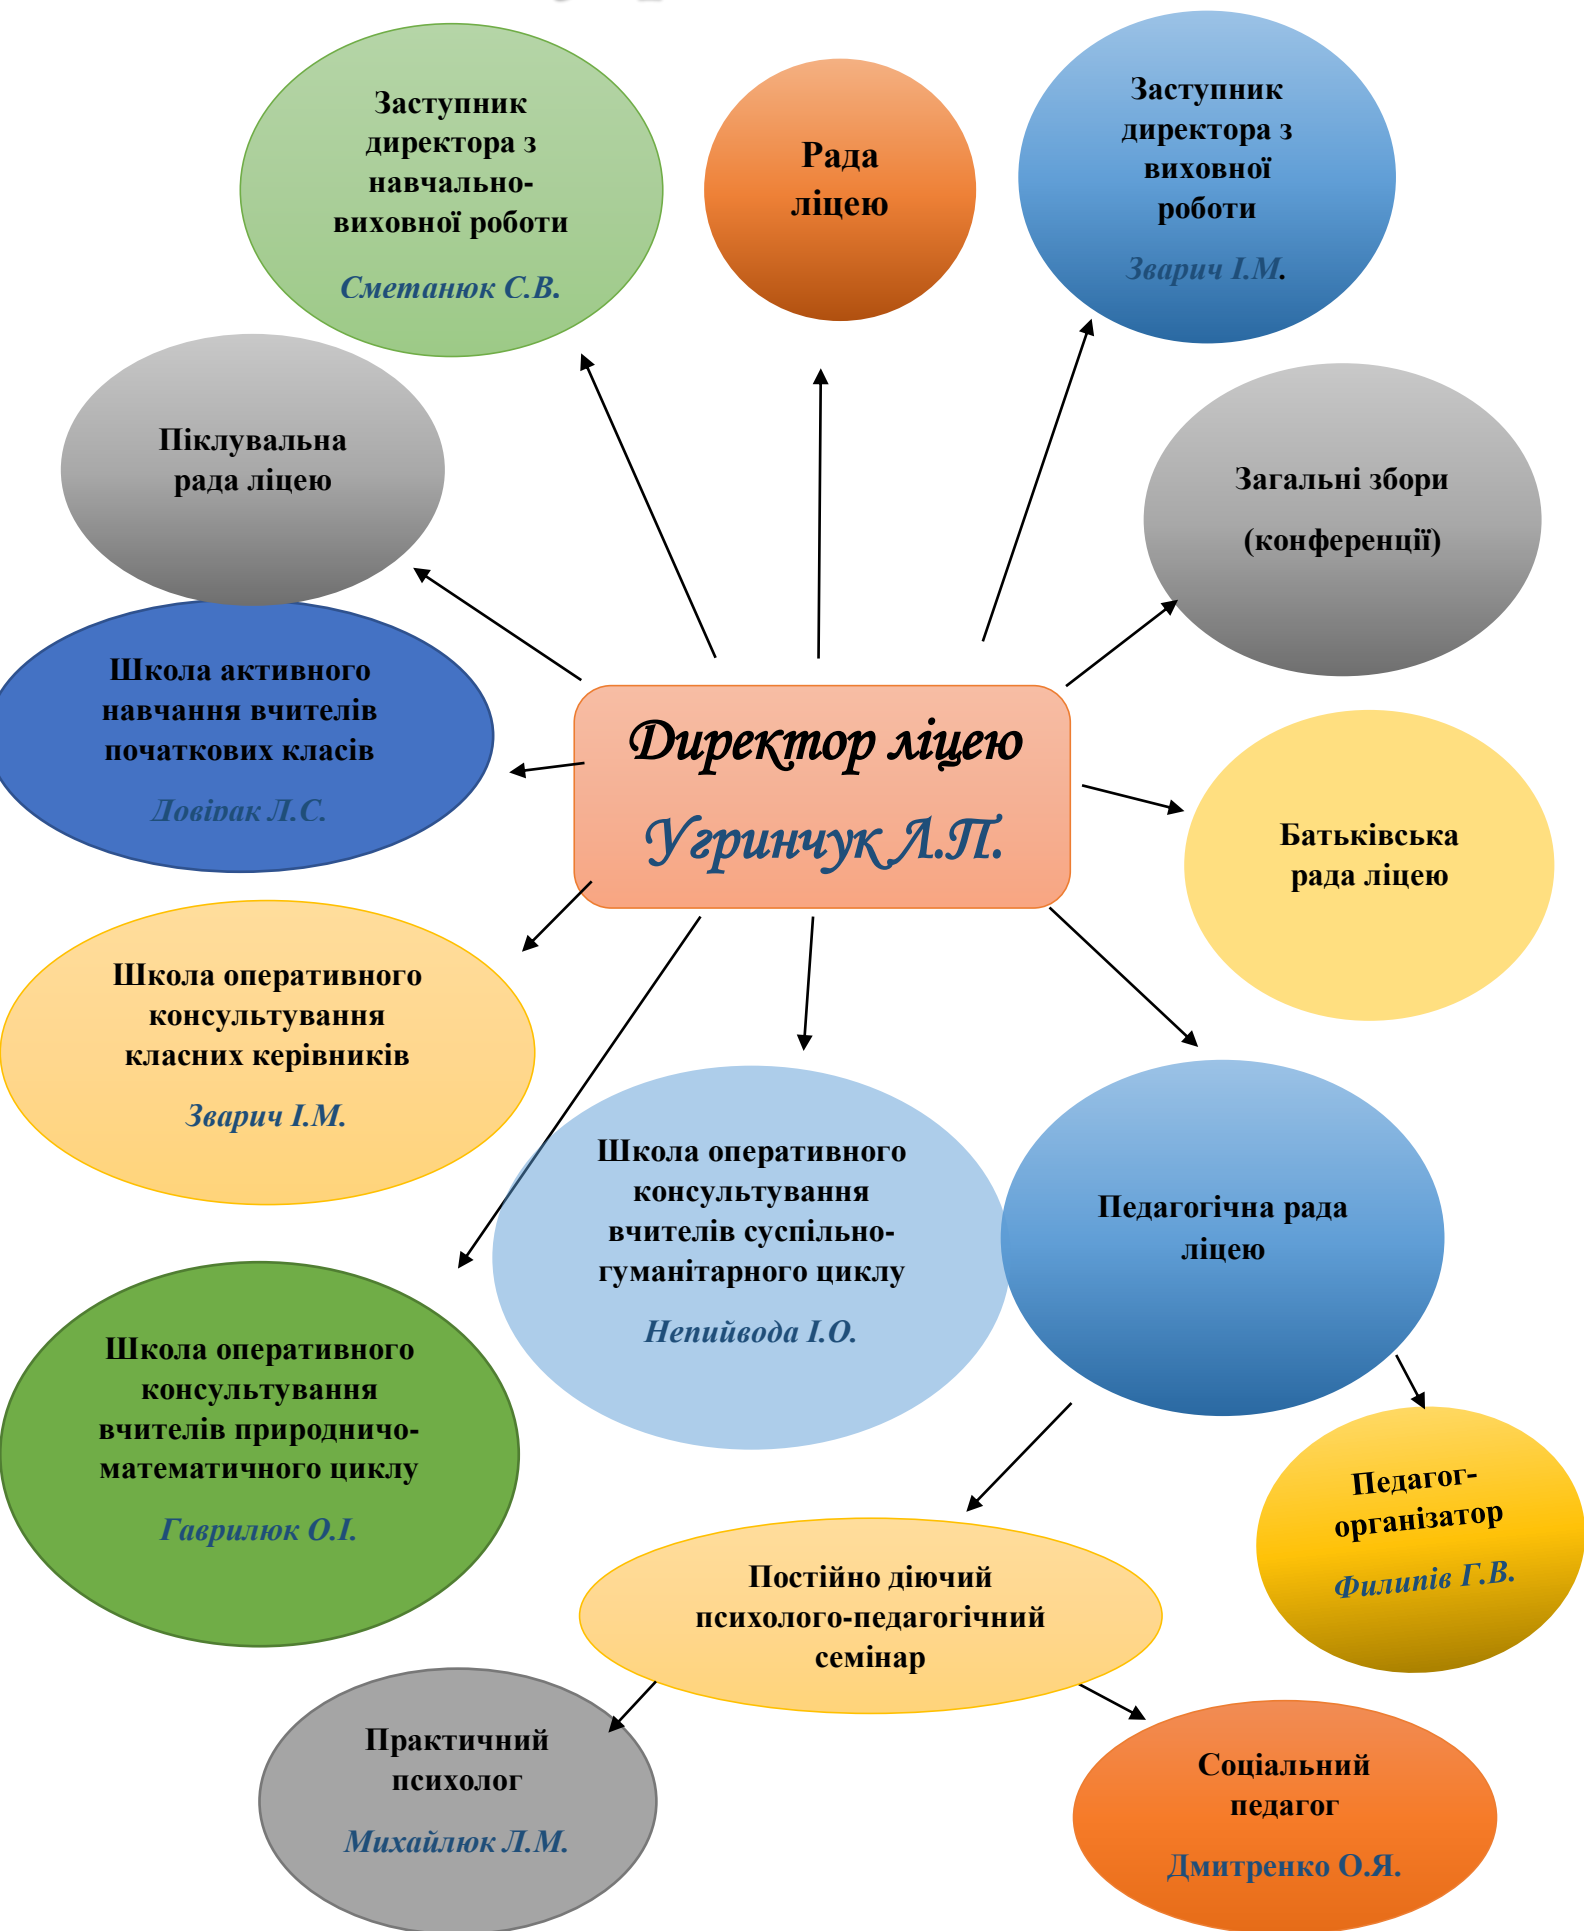 Заступник
директора з
навчально-
виховної роботи
Сметанюк С.В.
Рада
ліцею
Заступник
директора з
виховної
роботи
Зварич І.М.
Піклувальна
рада ліцею
Загальні збори
(конференції)
Школа активного
навчання вчителів
початкових класів
Довірак Л.С.
Директор ліцею
Угринчук Л.П.
Батьківська
рада ліцею
Школа оперативного
консультування
класних керівників
Зварич І.М.
Школа оперативного
консультування
вчителів суспільно-
гуманітарного циклу
Непийвода І.О.
Педагогічна рада
ліцею
Школа оперативного
консультування
вчителів природничо-
математичного циклу
Гаврилюк О.І.
Педагог-
організатор
Филипів Г.В.
Постійно діючий
психолого-педагогічний
семінар
Практичний
психолог
Михайлюк Л.М.
Соціальний
педагог
Дмитренко О.Я.